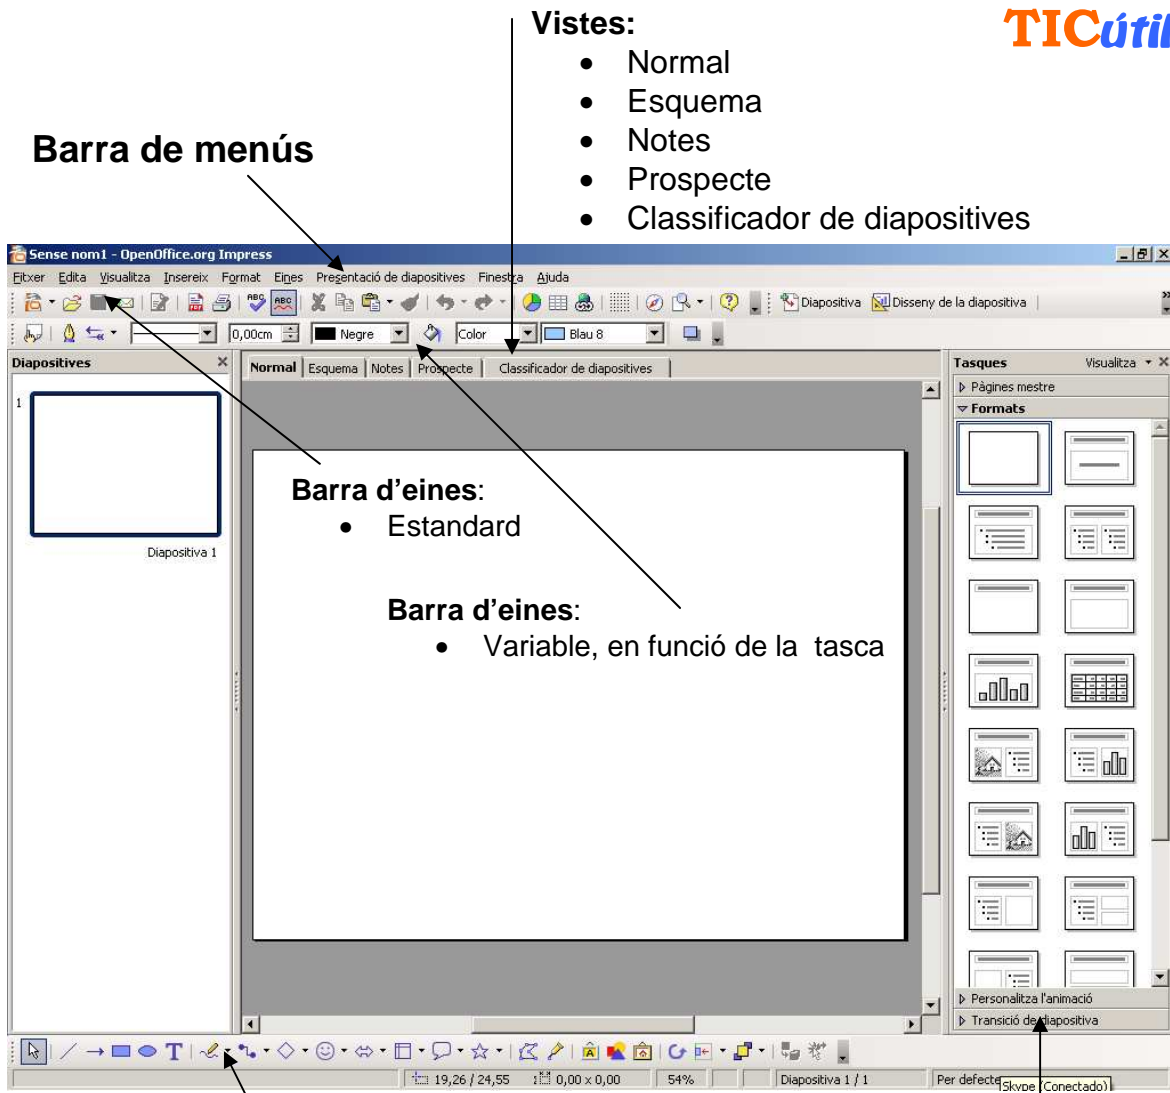 Vistes:
TICútil
• Normal
• Esquema
• Notes
• Prospecte
• Classificador de diapositives
Barra de menús
Sense nom1 - OpenOffice.org Impress
Fitxer Edita Visualitza Insereix Format Eines Presentació de diapositives Finestra Ajuda
Diapositiva Disseny de la diapositiva
0,00cm Negre Color Blau 8
Diapositives
Normal Esquema Notes Prospecte Classificador de diapositives
Tasques Visualitza
Pàgines mestre
Formats
1
Diapositiva 1
Barra d'eines:
• Estandard
Barra d'eines:
• Variable, en funció de la tasca
Personalitza l'animació
Transició de diapositiva
19,26 / 24,55 0,00 x 0,00 54% Diapositiva 1 / 1 Per defecte
Skype (Conectado)